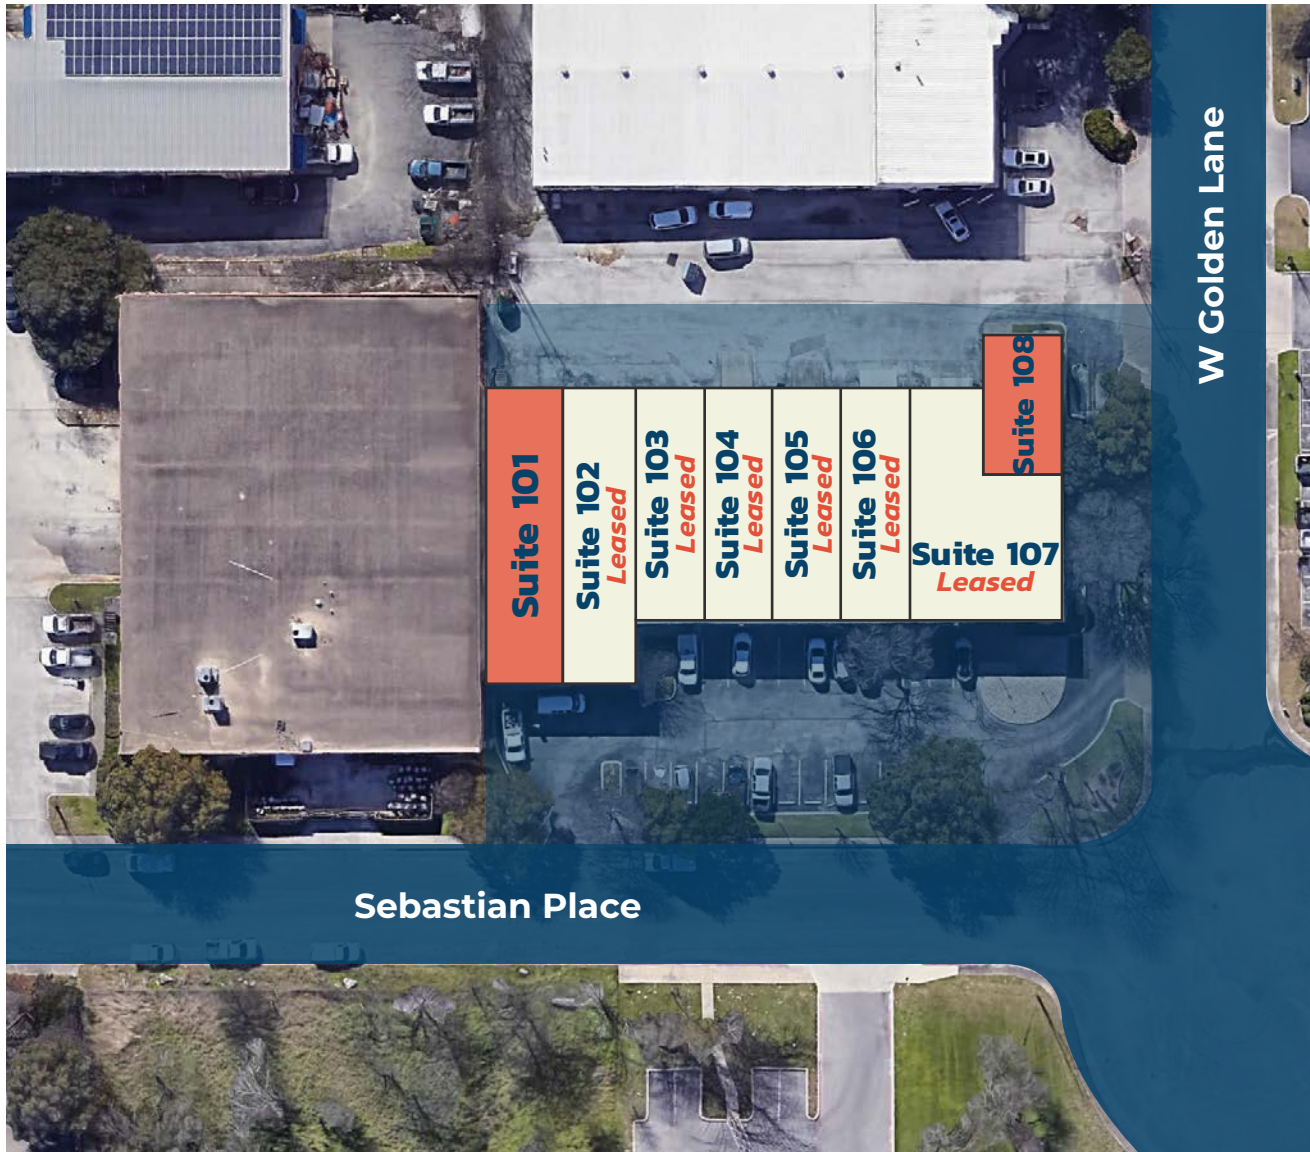 W Golden Lane
Suite 101
Suite 102
Leased
Suite 103
Leased
Suite 104
Leased
Suite 105
Leased
Suite 106
Leased
Suite 107
Leased
Suite 108
Sebastian Place